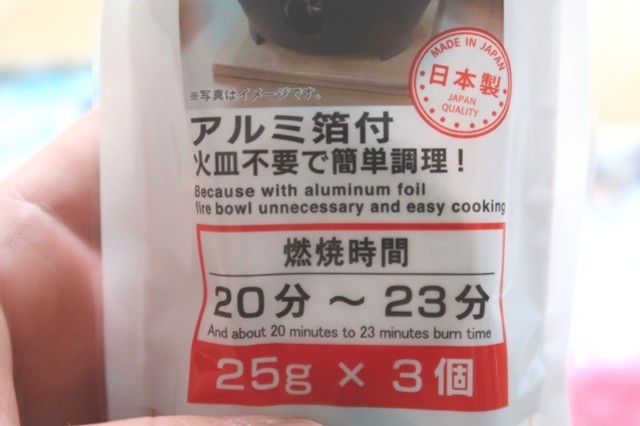 MADE IN JAPAN
日本製
JAPAN
QUALITY
※写真はイメージです。
アルミ箔付
火皿不要で簡単調理！
Because with aluminum foil
fire bowl unnecessary and easy cooking
燃焼時間
20分 ～ 23分
And about 20 minutes to 23 minutes burn time
25g × 3個